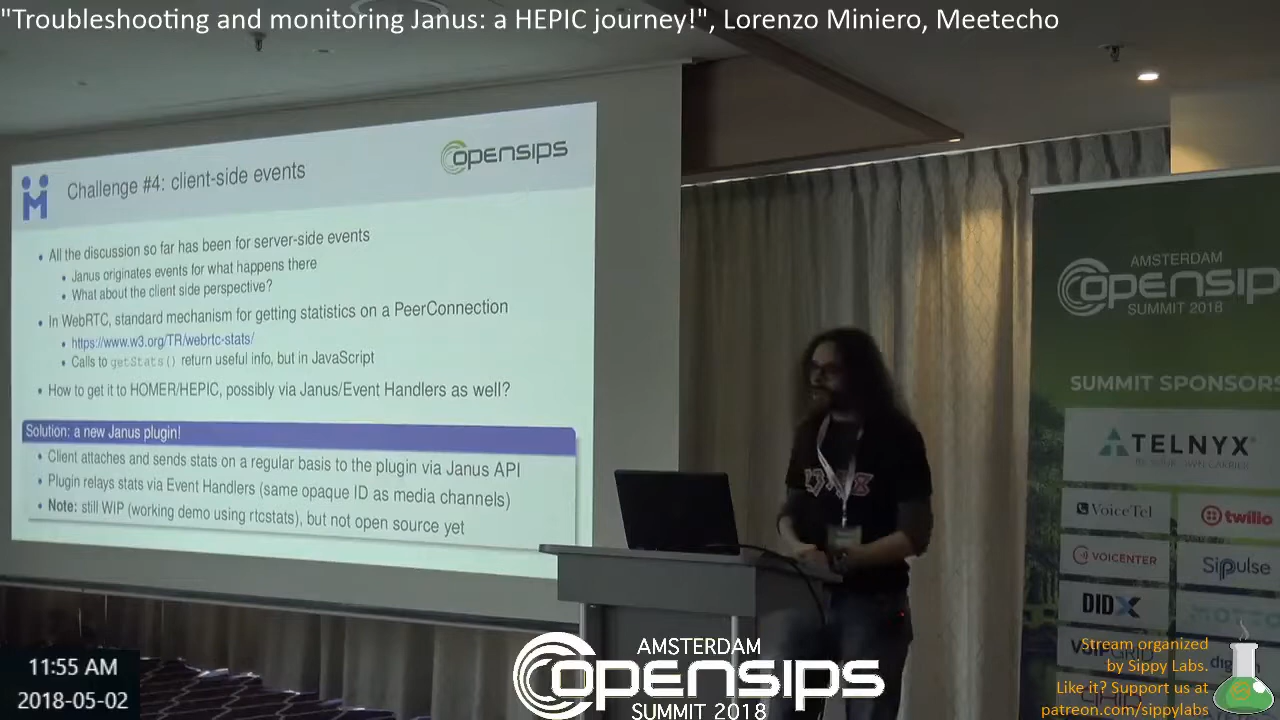 "Troubleshooting and monitoring Janus: a HEPIC journey!", Lorenzo Miniero, Meetecho
Challenge #4: client-side events
opensips
All the discussion so far has been for server-side events
Janus originates events for what happens there
What about the client side perspective?
In WebRTC, standard mechanism for getting statistics on a PeerConnection
https://www.w3.org/TR/webrtc-stats/
Calls to getStats() return useful info, but in JavaScript
How to get it to HOMER/HEPIC, possibly via Janus/Event Handlers as well?
Solution: a new Janus plugin!
Client attaches and sends stats on a regular basis to the plugin via Janus API
Plugin relays stats via Event Handlers (same opaque ID as media channels)
Note: still WIP (working demo using rtcstats), but not open source yet
AMSTERDAM
opensips
SUMMIT 2018
SUMMIT SPONSORS
TELNYX
VoiceTel
twilio
VOICENTER
Sipulse
DIDX
Stream organized
by Sippy Labs.
Like it? Support us at
patreon.com/sippylabs
11:55 AM
2018-05-02
AMSTERDAM
opensips
SUMMIT 2018